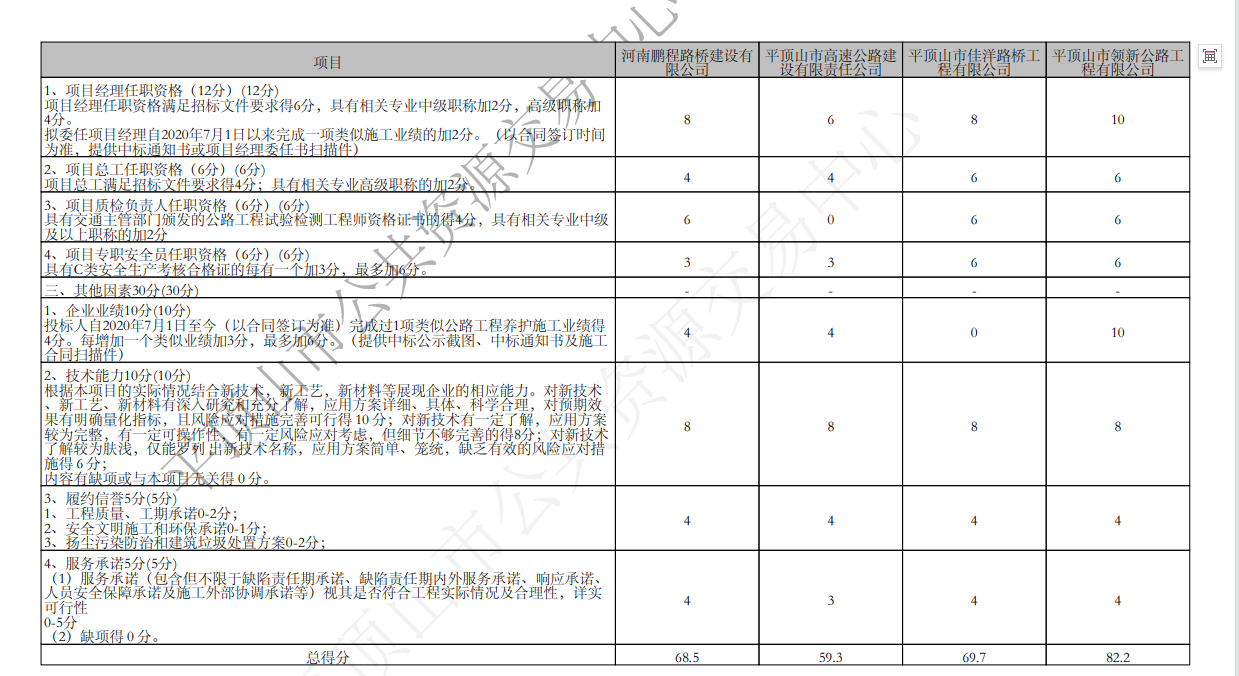 项目
河南鹏程路桥建设有
限公司
平顶山市高速公路建
设有限责任公司
平顶山市佳洋路桥工
程有限公司
平顶山市领新公路工
程有限公司
1、项目经理任职资格（12分）(12分)
项目经理任职资格满足招标文件要求得6分，具有相关专业中级职称加2分，高级职称加
4分。
拟委任项目经理自2020年7月1日以来完成一项类似施工业绩的加2分。（以合同签订时间
为准，提供中标通知书或项目经理委任书扫描件）
8
6
8
10
2、项目总工任职资格（6分）(6分)
项目总工满足招标文件要求得4分；具有相关专业高级职称的加2分。
4
4
6
6
3、项目质检负责人任职资格（6分）(6分)
具有交通主管部门颁发的公路工程试验检测工程师资格证书的得4分，具有相关专业中级
及以上职称的加2分
6
0
6
6
4、项目专职安全员任职资格（6分）(6分)
具有C类安全生产考核合格证的每有一个加3分，最多加6分。
3
3
6
6
三、其他因素30分(30分)
-
-
-
-
1、企业业绩10分(10分)
投标人自2020年7月1日至今（以合同签订为准）完成过1项类似公路工程养护施工业绩得
4分。每增加一个类似业绩加3分，最多加6分。（提供中标公示截图、中标通知书及施工
合同扫描件）
4
4
0
10
2、技术能力10分(10分)
根据本项目的实际情况结合新技术，新工艺，新材料等展现企业的相应能力。对新技术
、新工艺、新材料有深入研究和充分了解，应用方案详细、具体、科学合理，对预期效
果有明确量化指标，且风险应对措施完善可行得 10 分；对新技术有一定了解，应用方案
较为完整，有一定可操作性，有一定风险应对考虑，但细节不够完善的得8分；对新技术
了解较为肤浅，仅能罗列出新技术名称，应用方案简单、笼统，缺乏有效的风险应对措
施得 6 分；
内容有缺项或与本项目无关得 0 分。
8
8
8
8
3、履约信誉5分(5分)
1、工程质量、工期承诺0-2分；
2、安全文明施工和环保承诺0-1分；
3、扬尘污染防治和建筑垃圾处置方案0-2分；
4
4
4
4
4、服务承诺5分(5分)
（1）服务承诺（包含但不限于缺陷责任期承诺、缺陷责任期内外服务承诺、响应承诺、
人员安全保障承诺及施工外部协调承诺等）视其是否符合工程实际情况及合理性，详实
可行性
0-5分
（2）缺项得 0 分。
4
3
4
4
总得分
68.5
59.3
69.7
82.2
平顶山市公共资源交易中心
平顶山市公共资源交易中心